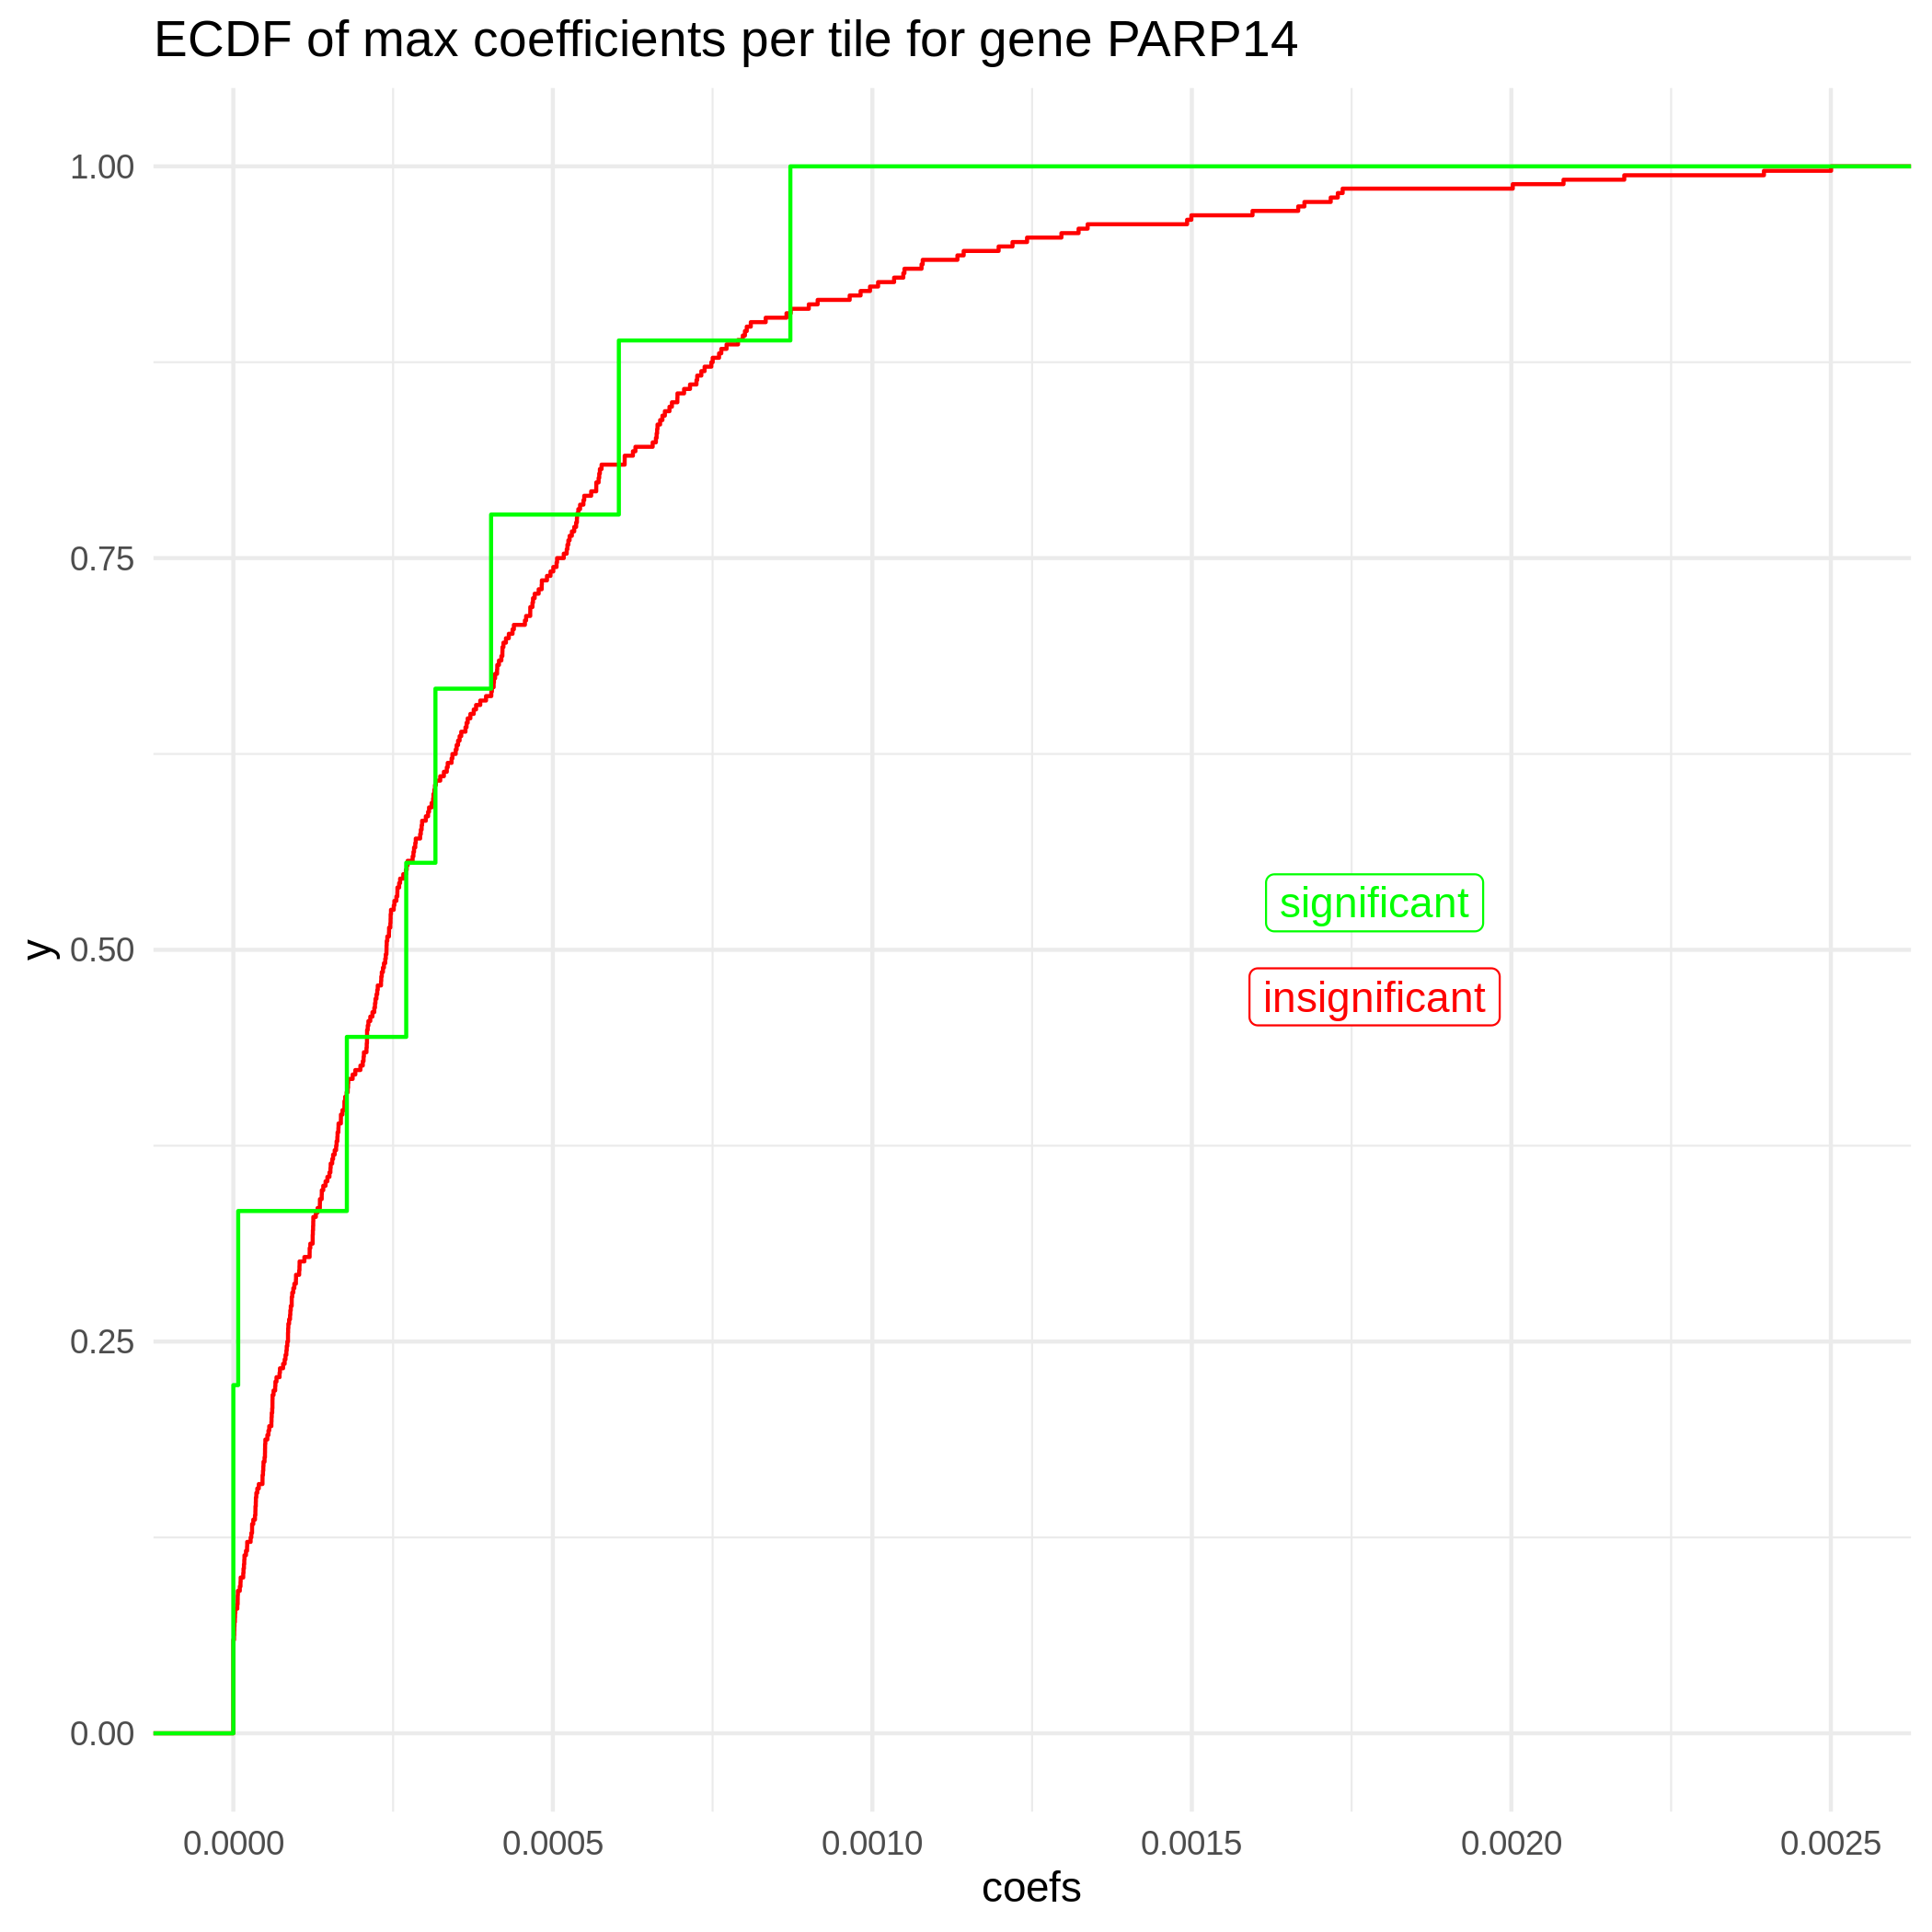 ECDF of max coefficients per tile for gene PARP14
1.00
0.75
0.50
0.25
0.00
y
significant
insignificant
0.0000 0.0005 0.0010 0.0015 0.0020 0.0025
coefs